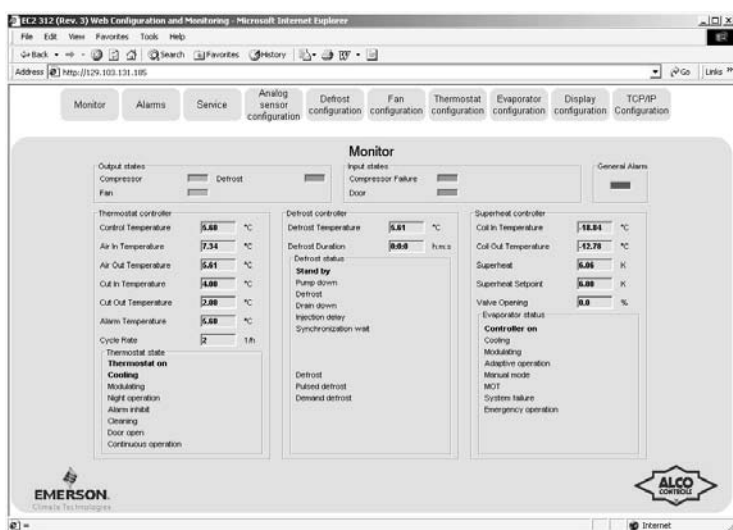 EC2 312 (Rev. 3) Web Configuration and Monitoring - Microsoft Internet Explorer
File Edit View Favorites Tools Help
Back Search Favorites History
Address http://129.103.131.185 Go Links »
Monitor Alarms Service Analog sensor configuration Defrost configuration Fan configuration Thermostat configuration Evaporator configuration Display configuration TCP/IP Configuration
Monitor
Output states
Compressor Defrost
Fan
Input states
Compressor Failure
Door
General Alarm
Thermostat controller
Control Temperature 5.60 °C
Air In Temperature 7.34 °C
Air Out Temperature 5.61 °C
Cut In Temperature 4.00 °C
Cut Out Temperature 2.00 °C
Alarm Temperature 5.60 °C
Cycle Rate 2 1/h
Thermostat state
Thermostat on
Cooling
Modulating
Night operation
Alarm inhibit
Cleaning
Door open
Continuous operation
Defrost controller
Defrost Temperature 5.61 °C
Defrost Duration 0:0:0 h:m:s
Defrost status
Stand by
Pump down
Defrost
Drain down
Injection delay
Synchronization wait
Defrost
Pulsed defrost
Demand defrost
Superheat controller
Coil In Temperature -18.84 °C
Coil Out Temperature -12.78 °C
Superheat 6.06 K
Superheat Setpoint 6.00 K
Valve Opening 0.0 %
Evaporator status
Controller on
Cooling
Modulating
Adaptive operation
Manual mode
MOT
System failure
Emergency operation
EMERSON.
Climate Technologies
ALCO
CONTROLS
Internet